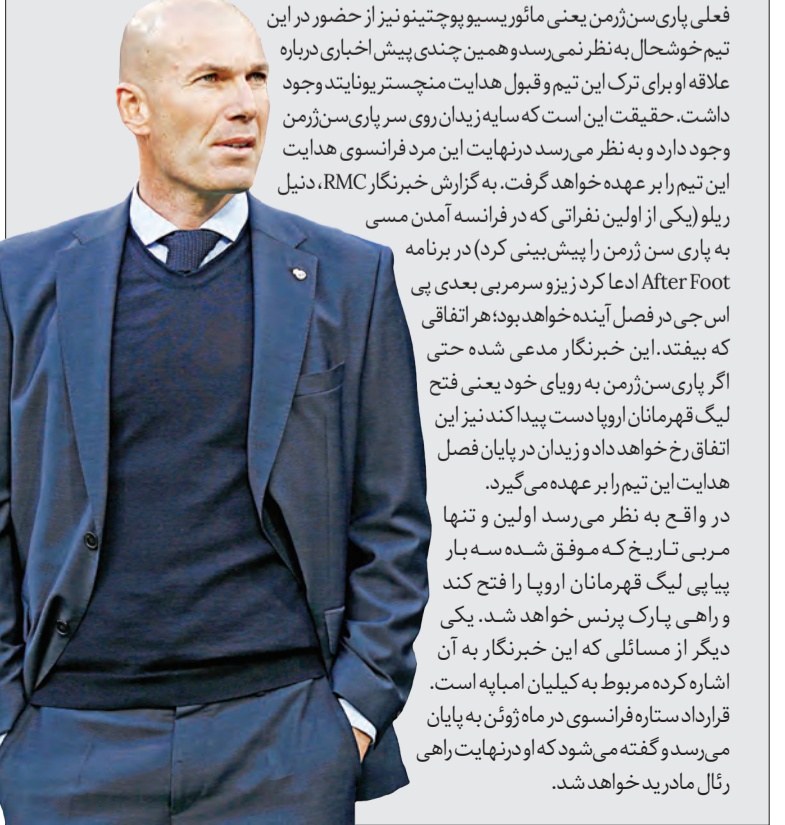 فعلی پاری‌سن‌ژرمن یعنی مائوریسیو پوچتینو نیز از حضور در این
تیم خوشحال به‌نظر نمی‌رسد و همین چندی پیش اخباری درباره
علاقه او برای ترک این تیم و قبول هدایت منچستریونایتد وجود
داشت. حقیقت این است که سایه زیدان روی سر پاری‌سن‌ژرمن
وجود دارد و به نظر می‌رسد درنهایت این مرد فرانسوی هدایت
این تیم را بر عهده خواهد گرفت. به گزارش خبرنگار RMC، دنیل
ریلو (یکی از اولین نفراتی که در فرانسه آمدن مسی
به پاری سن ژرمن را پیش‌بینی کرد) در برنامه
After Foot ادعا کرد زیزو سرمربی بعدی پی
اس جی در فصل آینده خواهد بود؛ هر اتفاقی
که بیفتد. این خبرنگار مدعی شده حتی
اگر پاری‌سن‌ژرمن به رویای خود یعنی فتح
لیگ قهرمانان اروپا دست پیدا کند نیز این
اتفاق رخ خواهد داد و زیدان در پایان فصل
هدایت این تیم را بر عهده می‌گیرد.
در واقع به نظر می‌رسد اولین و تنها
مربی تاریخ که موفق شده سه بار
پیاپی لیگ قهرمانان اروپا را فتح کند
و راهی پارک پرنس خواهد شد. یکی
دیگر از مسائلی که این خبرنگار به آن
اشاره کرده مربوط به کیلیان امباپه است.
قرارداد ستاره فرانسوی در ماه ژوئن به پایان
می‌رسد و گفته می‌شود که او درنهایت راهی
رئال مادرید خواهد شد.